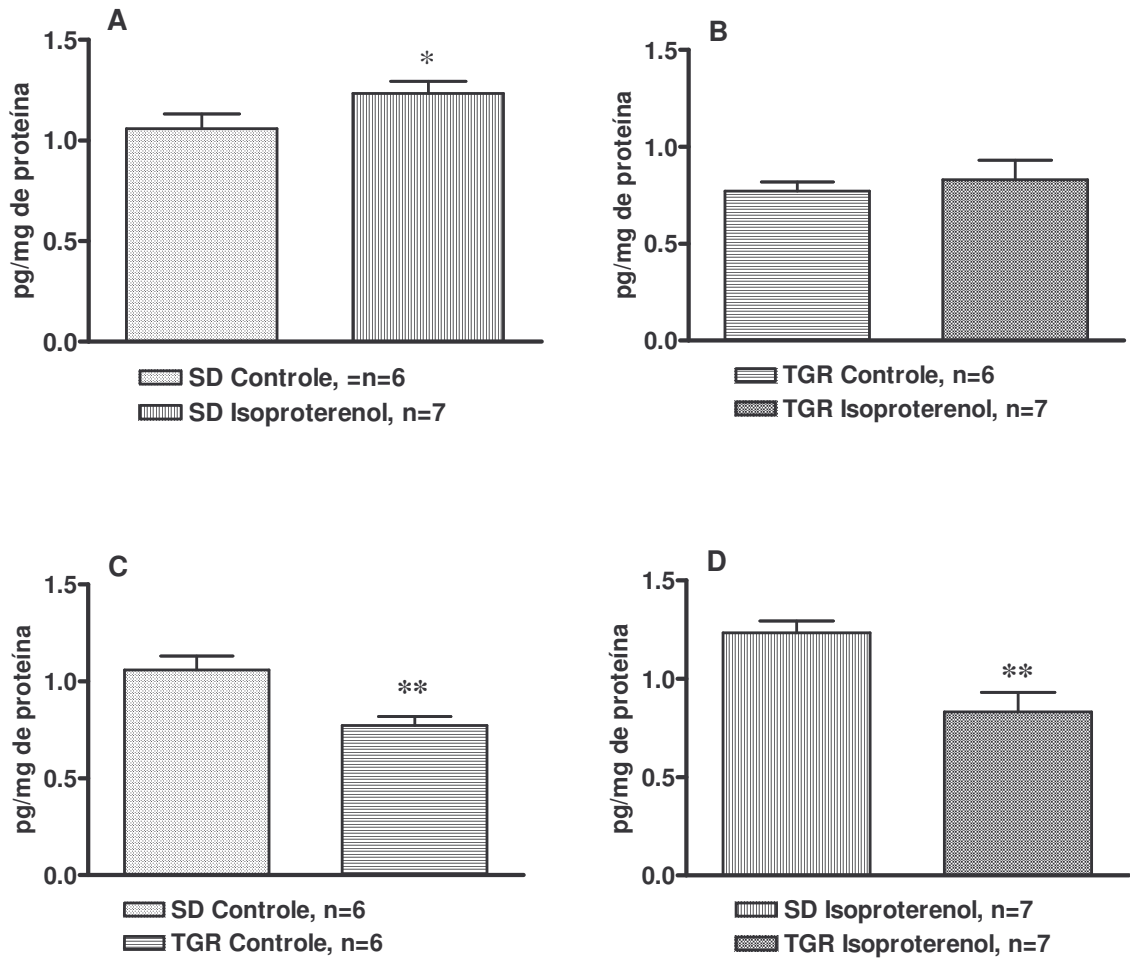 A
1.5
1.0
0.5
0.0
pg/mg de proteína
*
SD Controle, =n=6
SD Isoproterenol, n=7
B
1.5
1.0
0.5
0.0
pg/mg de proteína
TGR Controle, n=6
TGR Isoproterenol, n=7
C
1.5
1.0
0.5
0.0
pg/mg de proteína
**
SD Controle, n=6
TGR Controle, n=6
D
1.5
1.0
0.5
0.0
pg/mg de proteína
**
SD Isoproterenol, n=7
TGR Isoproterenol, n=7